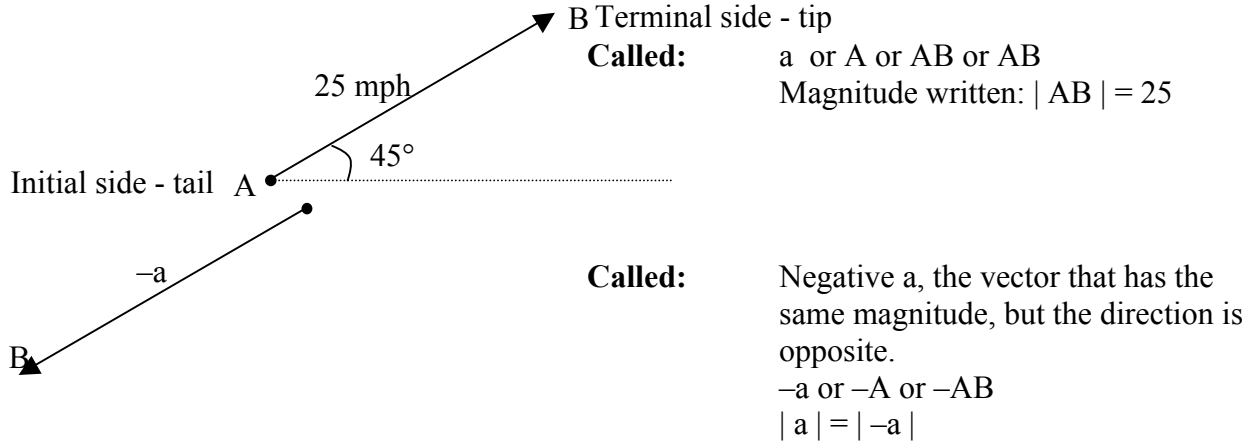 B Terminal side - tip
Called: a or A or AB or AB
Magnitude written: | AB | = 25
25 mph
45°
Initial side - tail A
–a
Called: Negative a, the vector that has the
same magnitude, but the direction is
opposite.
B
–a or –A or –AB
| a | = | –a |